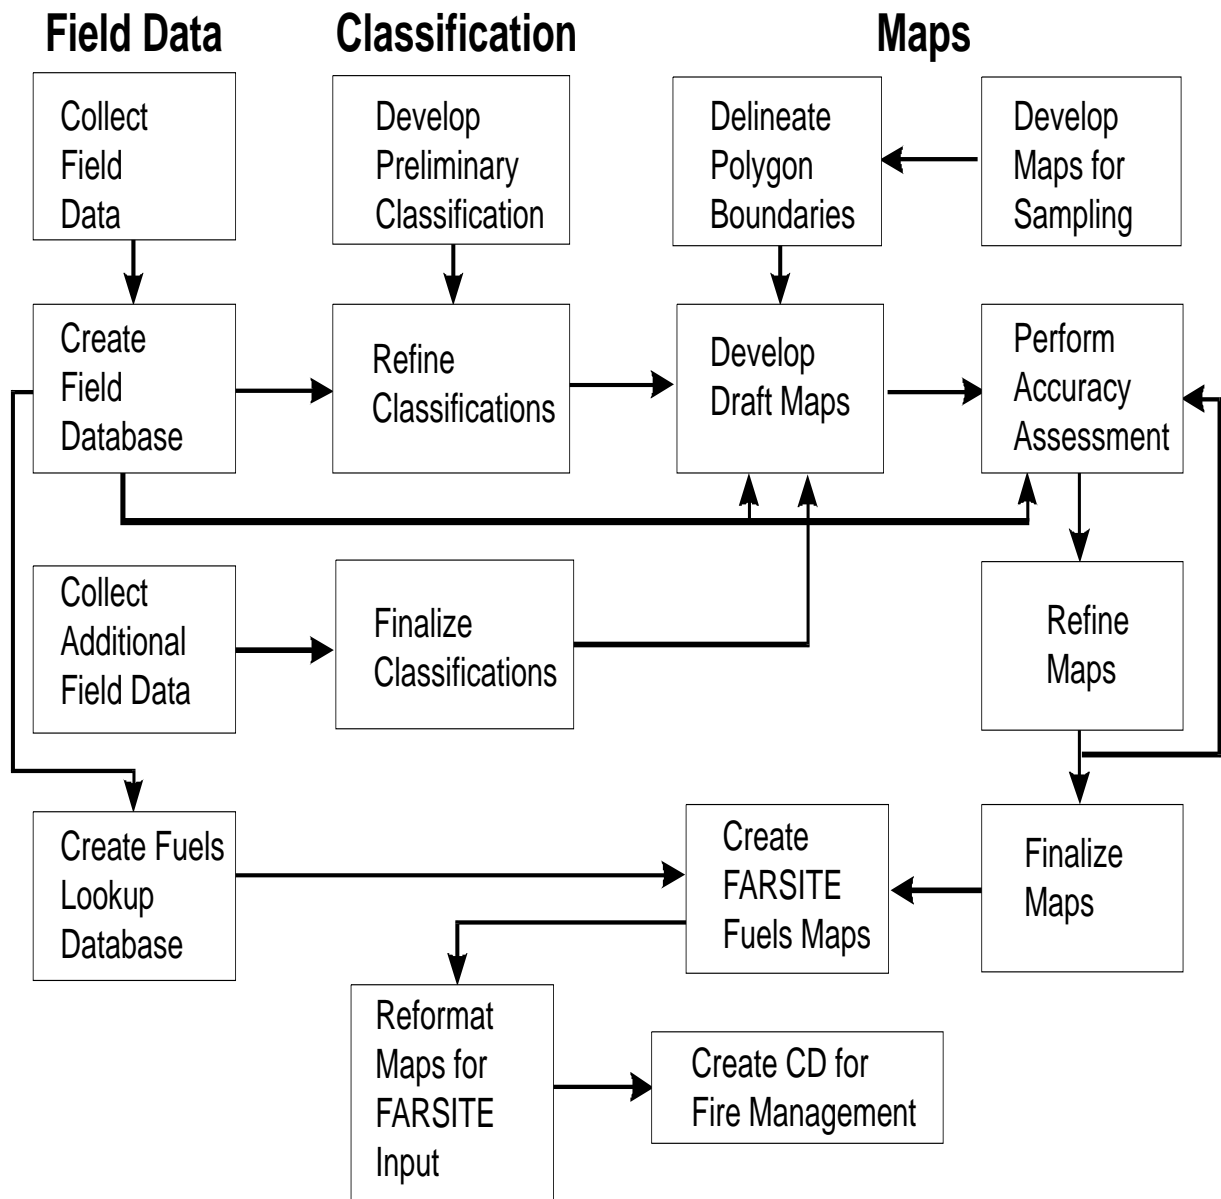 Field Data
Classification
Maps
Collect
Field
Data
Develop
Preliminary
Classification
Delineate
Polygon
Boundaries
Develop
Maps for
Sampling
Create
Field
Database
Refine
Classifications
Develop
Draft Maps
Perform
Accuracy
Assessment
Collect
Additional
Field Data
Finalize
Classifications
Refine
Maps
Create Fuels
Lookup
Database
Create
FARSITE
Fuels Maps
Finalize
Maps
Reformat
Maps for
FARSITE
Input
Create CD for
Fire Management